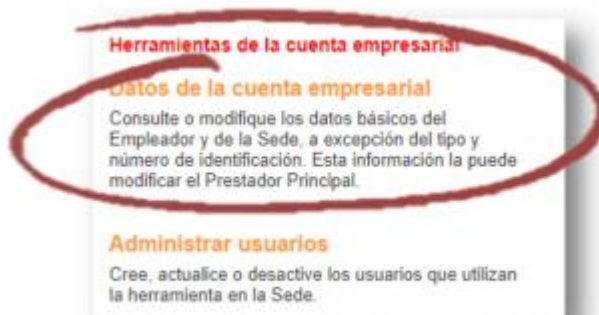 Herramientas de la cuenta empresarial
Datos de la cuenta empresarial
Consulte o modifique los datos básicos del
Empleador y de la Sede, a excepción del tipo y
número de identificación. Esta información la puede
modificar el Prestador Principal.
Administrar usuarios
Cree, actualice o desactive los usuarios que utilizan
la herramienta en la Sede.